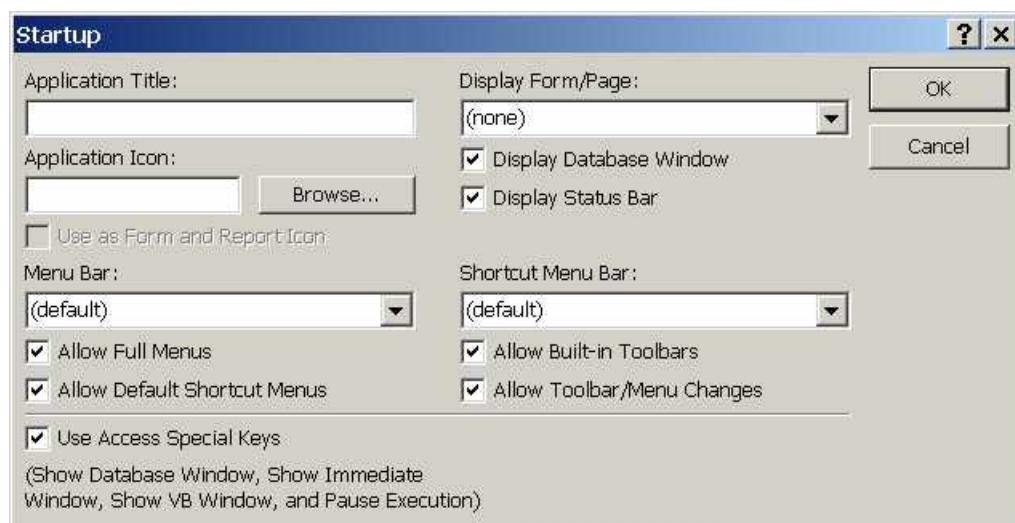 Startup
Application Title:
Display Form/Page:
OK
(none)
Application Icon:
Display Database Window
Cancel
Browse...
Display Status Bar
Use as Form and Report Icon
Menu Bar:
Shortcut Menu Bar:
(default)
(default)
Allow Full Menus
Allow Built-in Toolbars
Allow Default Shortcut Menus
Allow Toolbar/Menu Changes
Use Access Special Keys
(Show Database Window, Show Immediate
Window, Show VB Window, and Pause Execution)